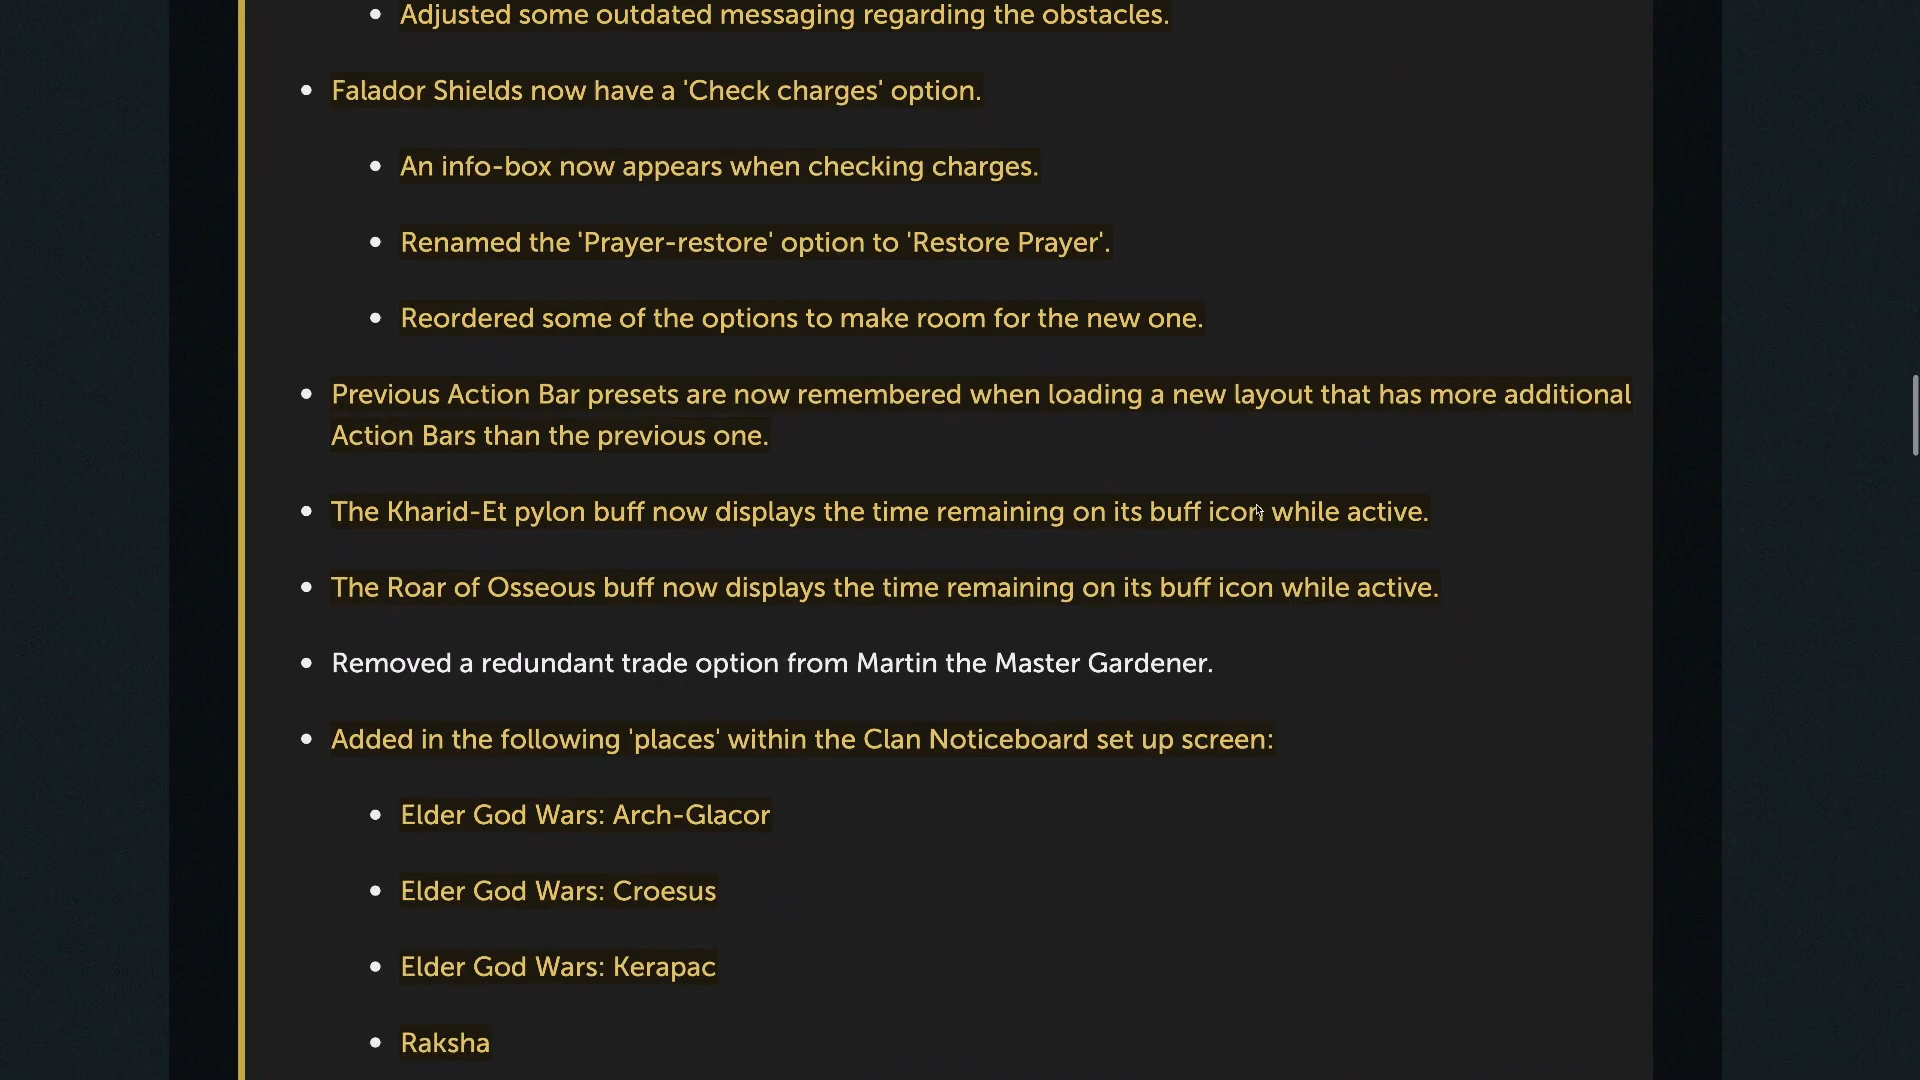 Adjusted some outdated messaging regarding the obstacles.
Falador Shields now have a 'Check charges' option.
An info-box now appears when checking charges.
Renamed the 'Prayer-restore' option to 'Restore Prayer'.
Reordered some of the options to make room for the new one.
Previous Action Bar presets are now remembered when loading a new layout that has more additional
Action Bars than the previous one.
The Kharid-Et pylon buff now displays the time remaining on its buff icon while active.
The Roar of Osseous buff now displays the time remaining on its buff icon while active.
Removed a redundant trade option from Martin the Master Gardener.
Added in the following 'places' within the Clan Noticeboard set up screen:
Elder God Wars: Arch-Glacor
Elder God Wars: Croesus
Elder God Wars: Kerapac
Raksha